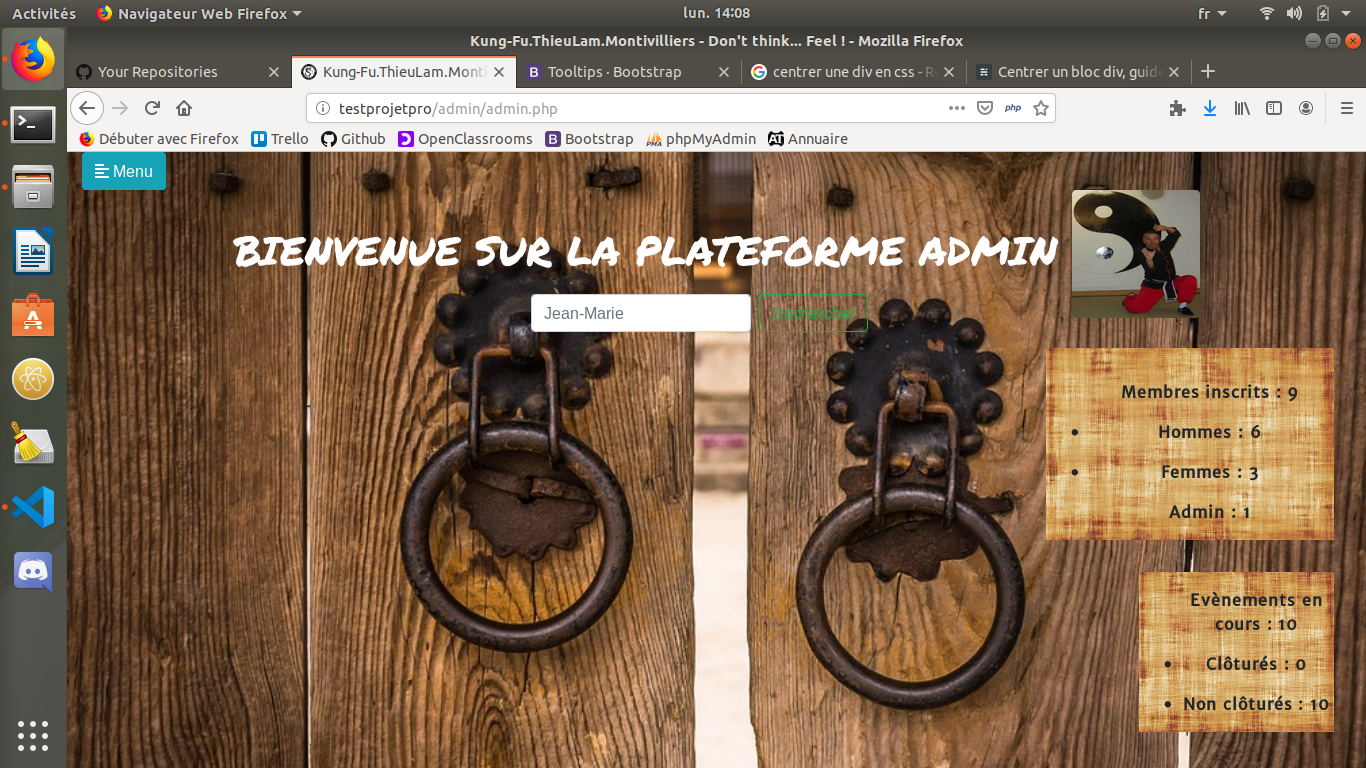 Activités
Navigateur Web Firefox
lun. 14:08
fr
Kung-Fu.ThieuLam.Montivilliers - Don't think... Feel ! - Mozilla Firefox
Your Repositories
Kung-Fu.ThieuLam.Monti
Tooltips · Bootstrap
centrer une div en css - Re
Centrer un bloc div, guide
testprojetpro/admin/admin.php
php
Débuter avec Firefox
Trello
Github
OpenClassrooms
Bootstrap
phpMyAdmin
Annuaire
Menu
BIENVENUE SUR LA PLATEFORME ADMIN
Jean-Marie
Rechercher
Membres inscrits : 9
Hommes : 6
Femmes : 3
Admin : 1
Evènements en
cours : 10
Clôturés : 0
Non clôturés : 10